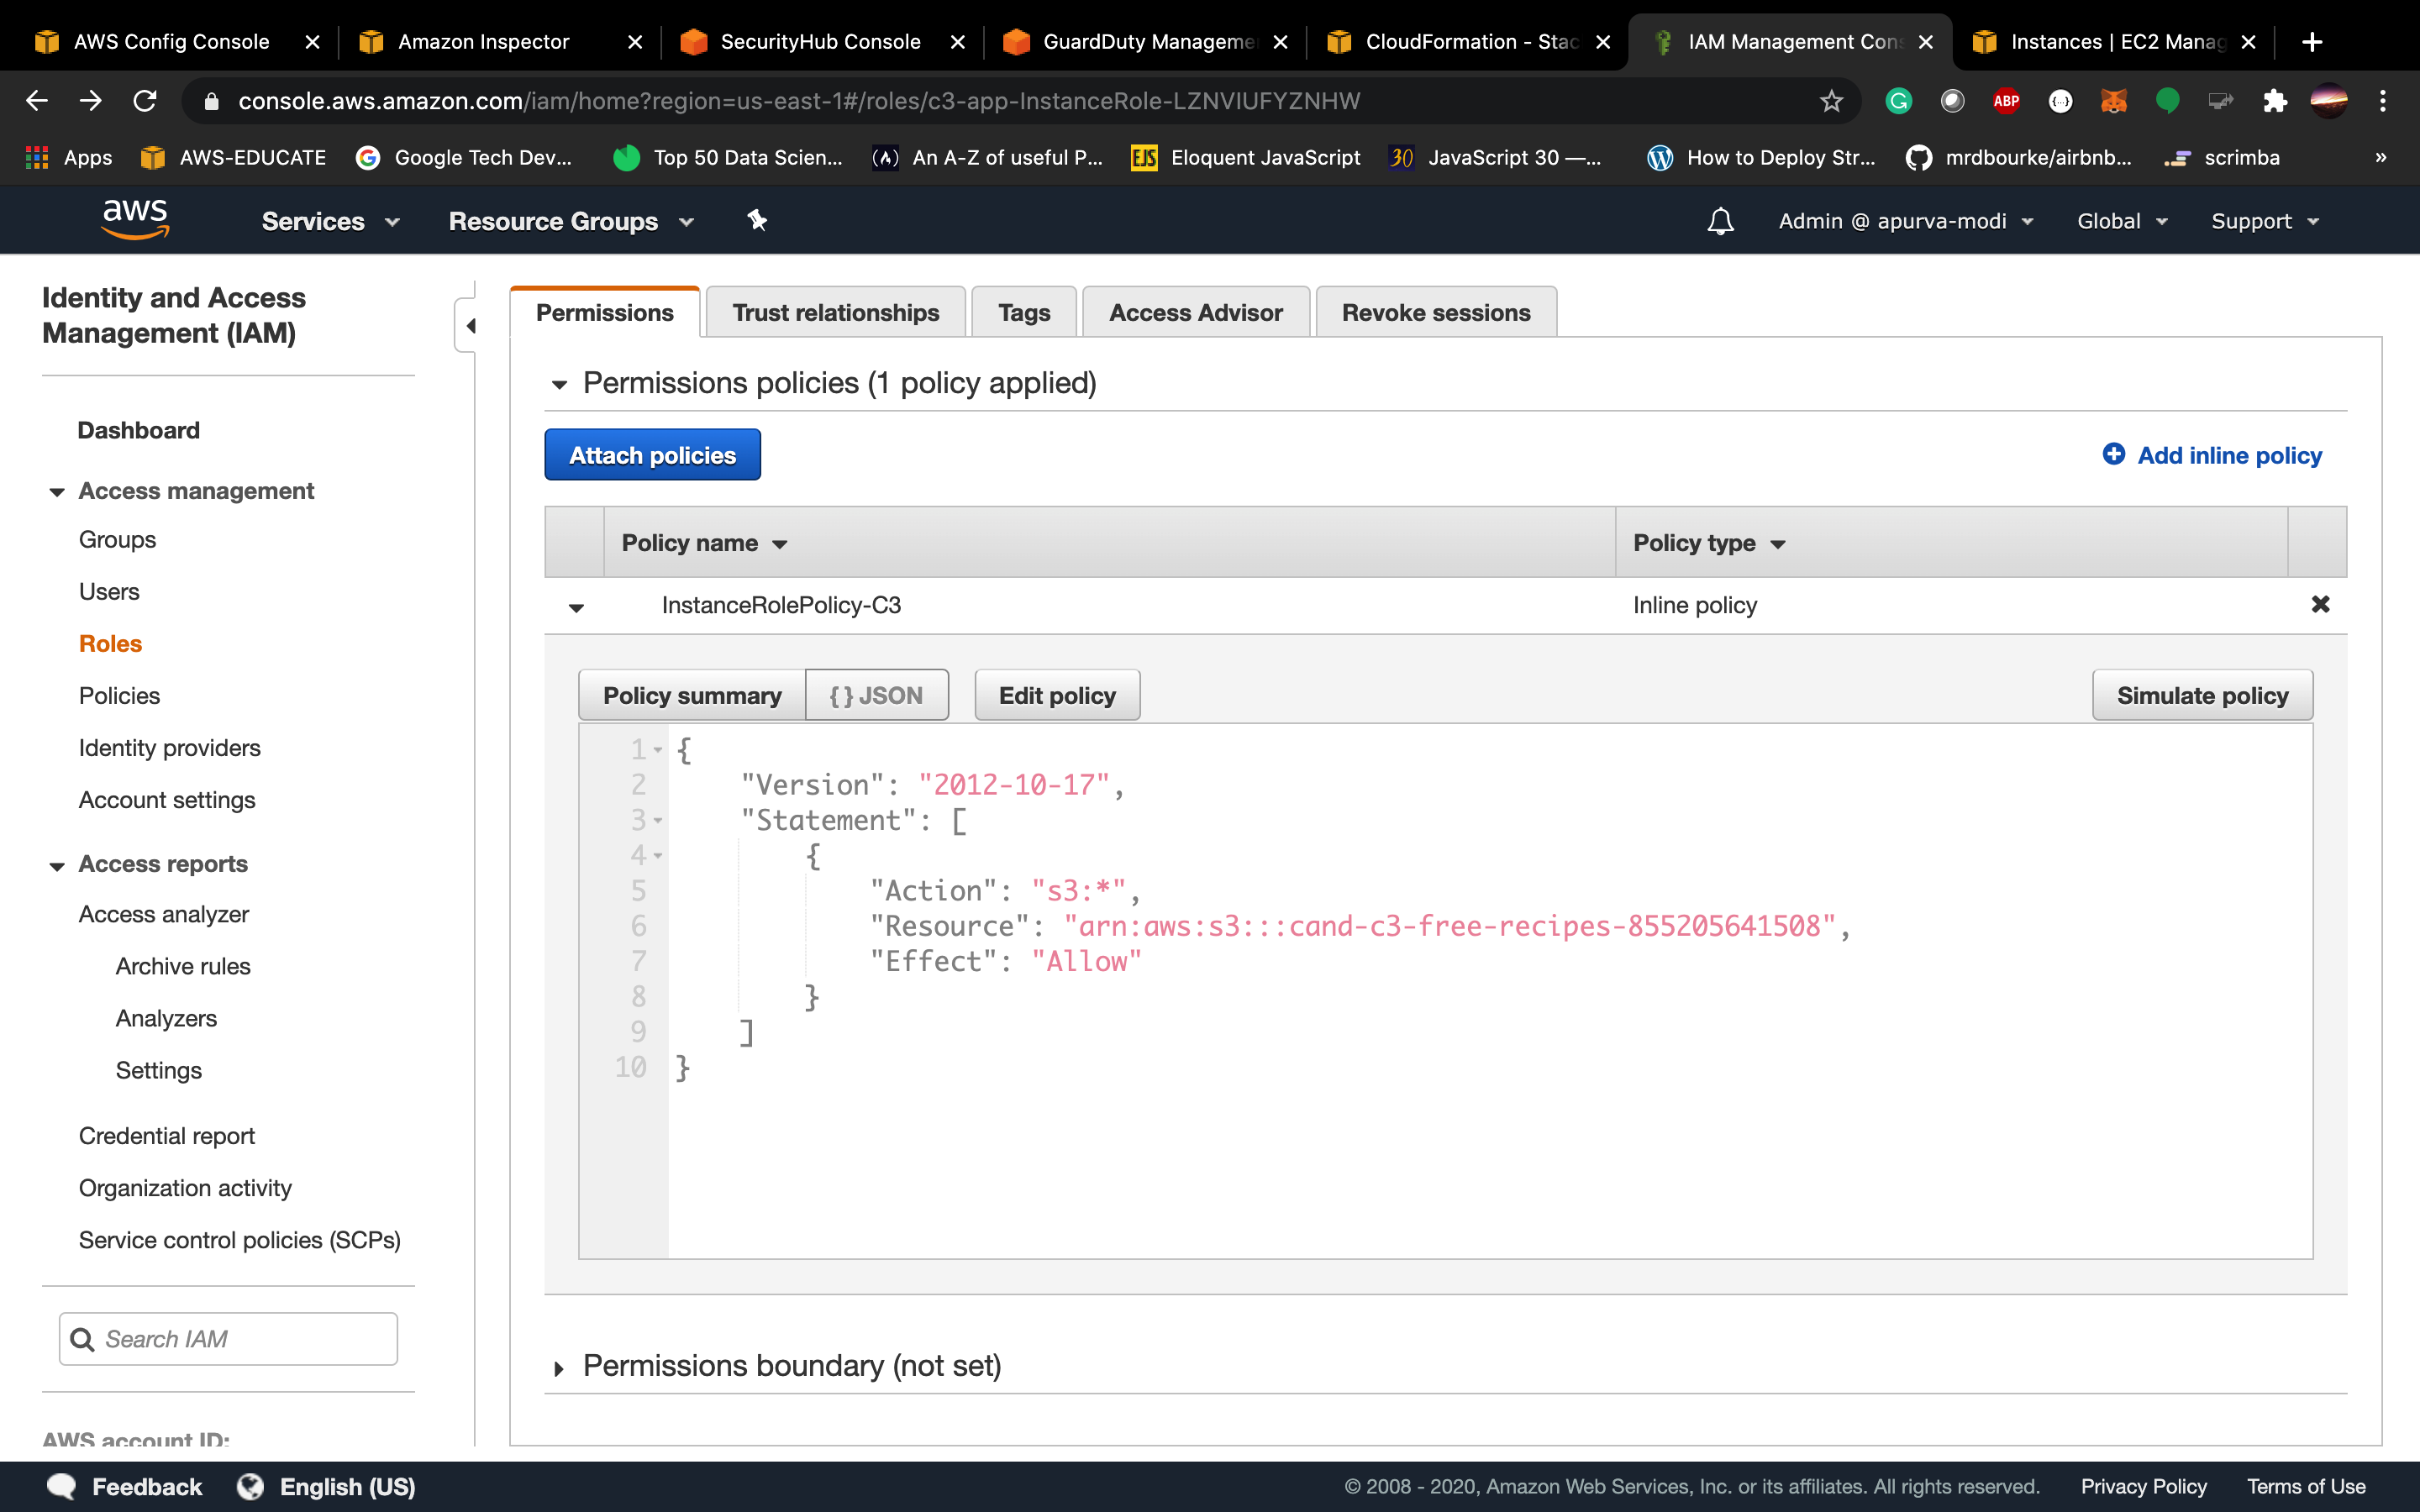 AWS Config Console
Amazon Inspector
SecurityHub Console
GuardDuty Manageme
CloudFormation - Stac
IAM Management Cons
Instances | EC2 Manag
console.aws.amazon.com/iam/home?region=us-east-1#/roles/c3-app-InstanceRole-LZNVIUFYZNHW
ABP
Apps
AWS-EDUCATE
Google Tech Dev...
Top 50 Data Scien...
An A-Z of useful P...
EJS
Eloquent JavaScript
30
JavaScript 30 —...
How to Deploy Str...
mrdbourke/airbnb...
scrimba
»
aws
Services
Resource Groups
Admin @ apurva-modi
Global
Support
Identity and Access
Management (IAM)
Dashboard
Access management
Groups
Users
Roles
Policies
Identity providers
Account settings
Access reports
Access analyzer
Archive rules
Analyzers
Settings
Credential report
Organization activity
Service control policies (SCPs)
Search IAM
AWS account ID:
Permissions
Trust relationships
Tags
Access Advisor
Revoke sessions
Permissions policies (1 policy applied)
Attach policies
Add inline policy
Policy name
Policy type
InstanceRolePolicy-C3
Inline policy
Policy summary
{ } JSON
Edit policy
Simulate policy
1 {
2 "Version": "2012-10-17",
3 "Statement": [
4 {
5 "Action": "s3:*",
6 "Resource": "arn:aws:s3:::cand-c3-free-recipes-855205641508",
7 "Effect": "Allow"
8 }
9 ]
10 }
Permissions boundary (not set)
Feedback
English (US)
© 2008 - 2020, Amazon Web Services, Inc. or its affiliates. All rights reserved.
Privacy Policy
Terms of Use